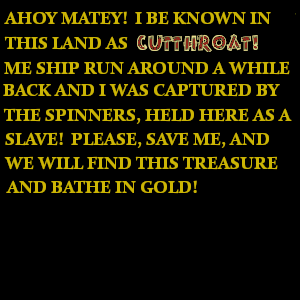 AHOY MATEY! I BE KNOWN IN
THIS LAND AS CUTTHROAT!
ME SHIP RUN AROUND A WHILE
BACK AND I WAS CAPTURED BY
THE SPINNERS, HELD HERE AS A
SLAVE! PLEASE, SAVE ME, AND
WE WILL FIND THIS TREASURE
AND BATHE IN GOLD!